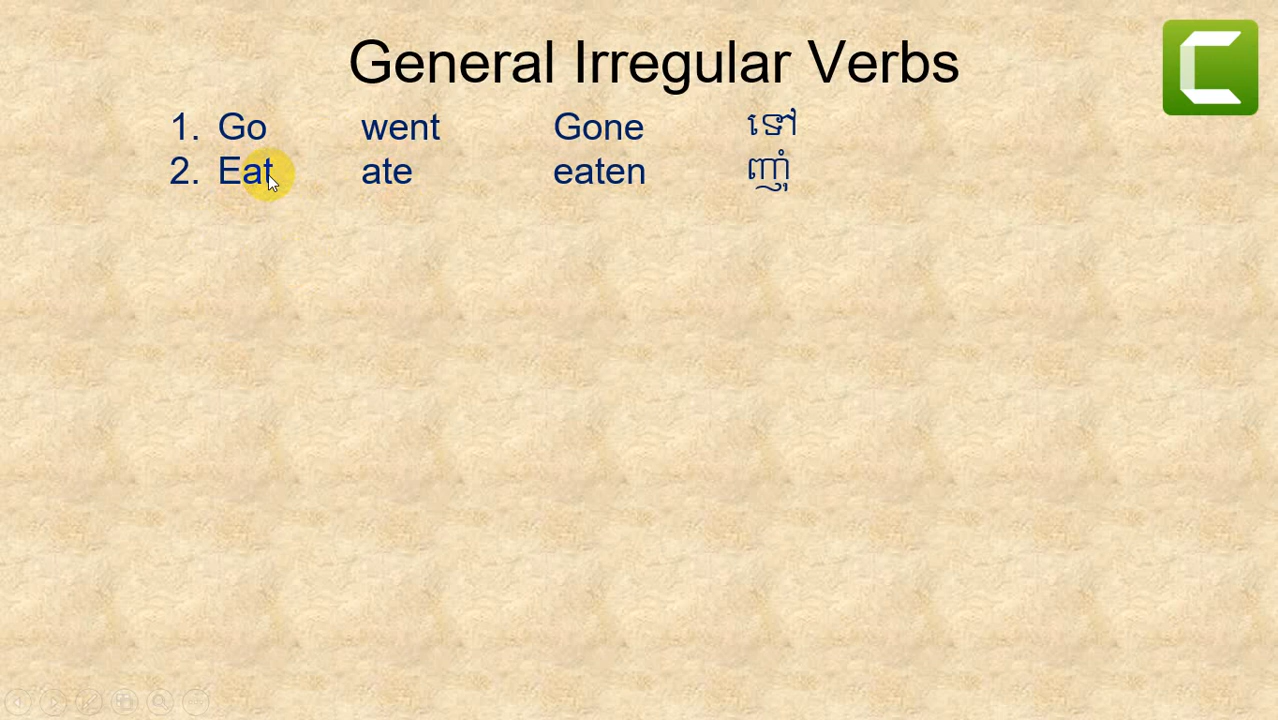 General Irregular Verbs
1. Go went Gone ទៅ
2. Eat ate eaten ញ៉ាំ